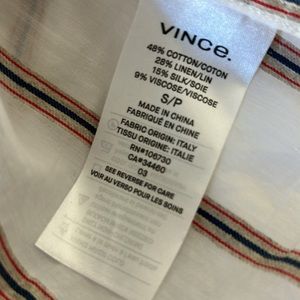 VINCE.
48% COTTON/COTON
28% LINEN/LIN
15% SILK/SOIE
9% VISCOSE/VISCOSE
S/P
MADE IN CHINA
FABRIQUÉ EN CHINE
FABRIC ORIGIN: ITALY
TISSU ORIGINE: ITALIE
RN#106730
CA#34460
03
SEE REVERSE FOR CARE
VOIR AU VERSO POUR LES SOINS